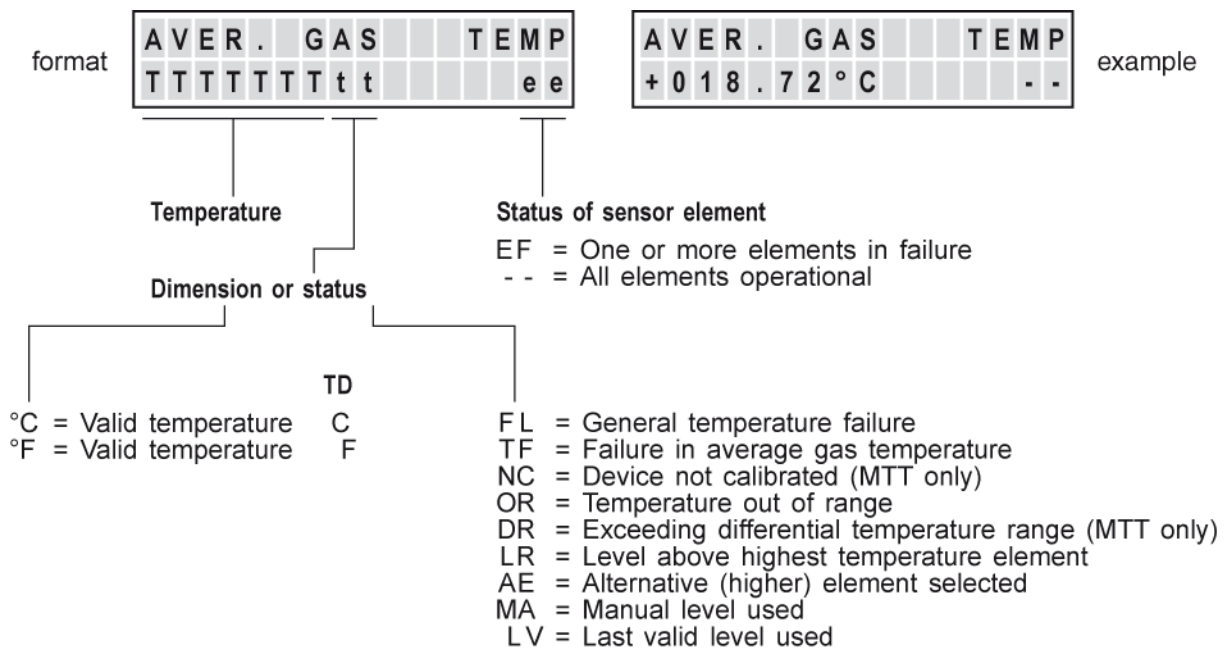 format
AVER. GAS TEMP
TTTTTTTtt ee
AVER. GAS TEMP
+018.72°C --
example
Temperature
Status of sensor element
EF = One or more elements in failure
-- = All elements operational
Dimension or status
TD
°C = Valid temperature C
°F = Valid temperature F
FL = General temperature failure
TF = Failure in average gas temperature
NC = Device not calibrated (MTT only)
OR = Temperature out of range
DR = Exceeding differential temperature range (MTT only)
LR = Level above highest temperature element
AE = Alternative (higher) element selected
MA = Manual level used
LV = Last valid level used